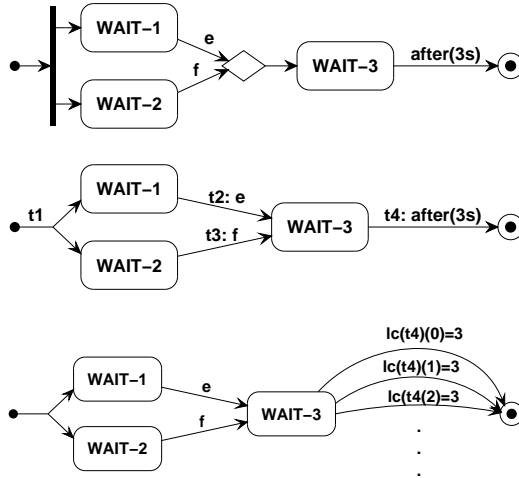 WAIT-1
e
after(3s)
WAIT-3
f
WAIT-2
WAIT-1
t2: e
t1
t4: after(3s)
WAIT-3
t3: f
WAIT-2
lc(t4)(0)=3
lc(t4)(1)=3
WAIT-1
e
lc(t4(2)=3
WAIT-3
f
WAIT-2
.
.
.